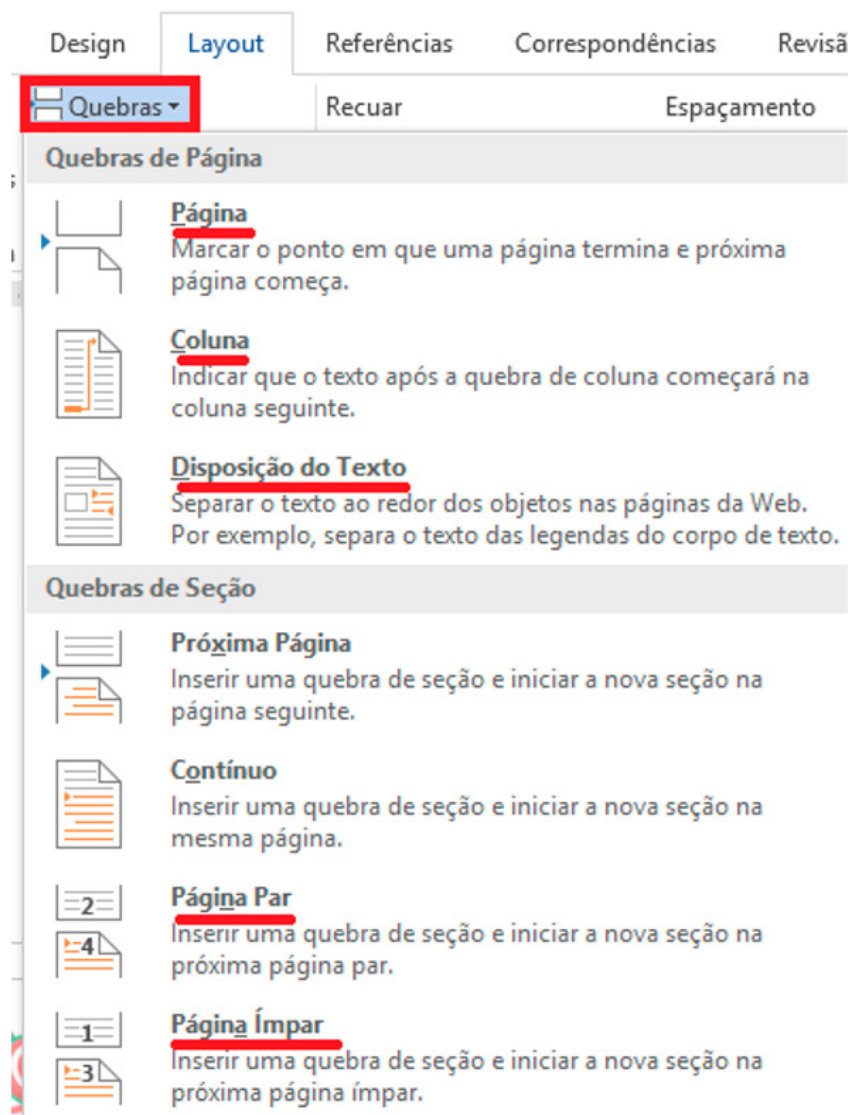 Design Layout Referências Correspondências Revisã
Quebras Recuar Espaçamento
Quebras de Página
Página
Marcar o ponto em que uma página termina e próxima
página começa.
Coluna
Indicar que o texto após a quebra de coluna começará na
coluna seguinte.
Disposição do Texto
Separar o texto ao redor dos objetos nas páginas da Web.
Por exemplo, separa o texto das legendas do corpo de texto.
Quebras de Seção
Próxima Página
Inserir uma quebra de seção e iniciar a nova seção na
página seguinte.
Contínuo
Inserir uma quebra de seção e iniciar a nova seção na
mesma página.
2
Página Par
4
Inserir uma quebra de seção e iniciar a nova seção na
próxima página par.
1
Página Ímpar
3
Inserir uma quebra de seção e iniciar a nova seção na
próxima página ímpar.